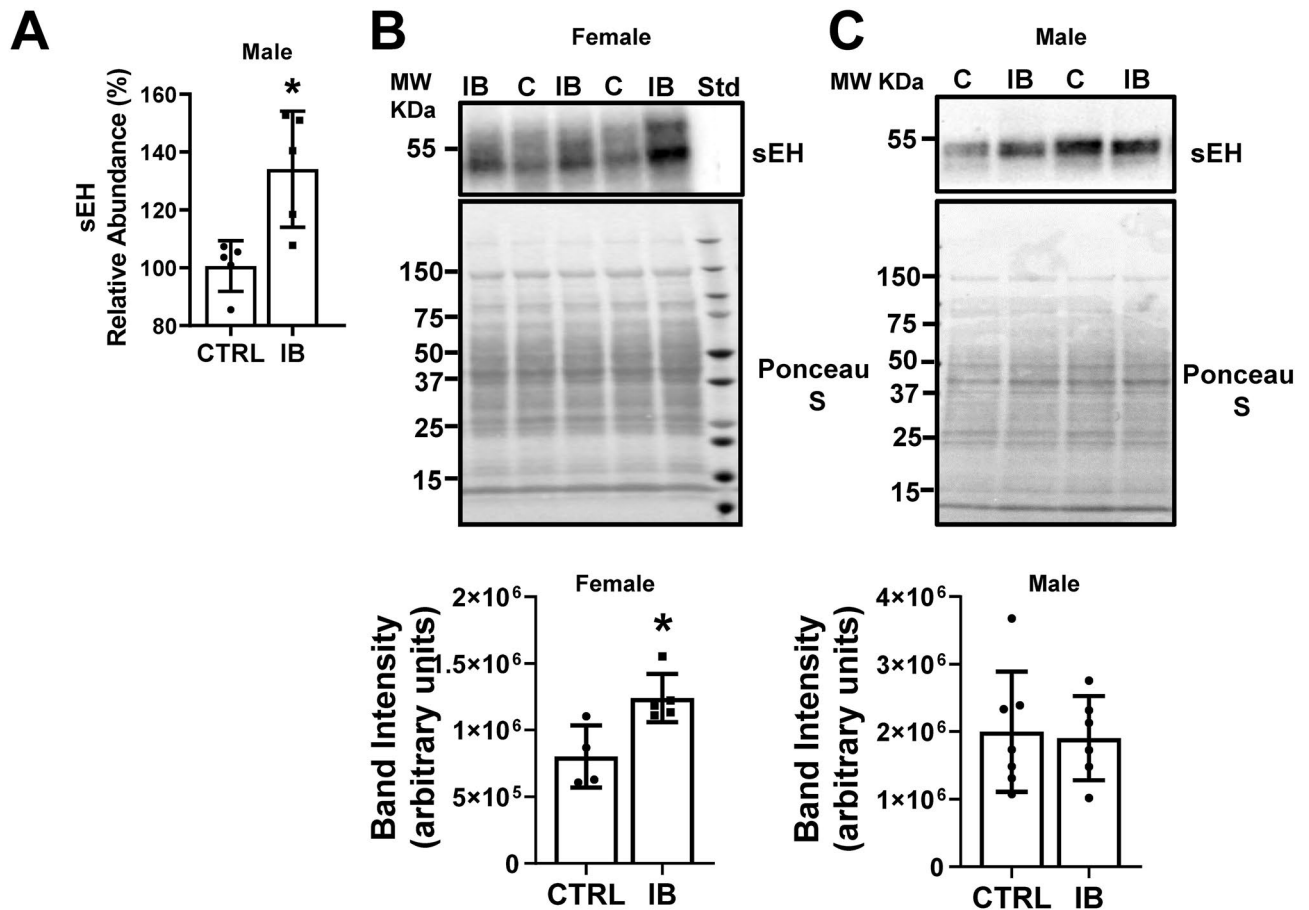 A
Male
sEH
Relative Abundance (%)
160
140
120
100
80
*
CTRL IB
B
Female
MW
KDa
IB C IB C IB Std
55
sEH
150
75
50
37
25
15
Ponceau
S
Female
Band Intensity
(arbitrary units)
2×10⁶
1.5×10⁶
1×10⁶
5×10⁵
0
*
CTRL IB
C
Male
MW KDa
C IB C IB
55
sEH
150
75
50
37
25
15
Ponceau
S
Male
Band Intensity
(arbitrary units)
4×10⁶
3×10⁶
2×10⁶
1×10⁶
0
CTRL IB